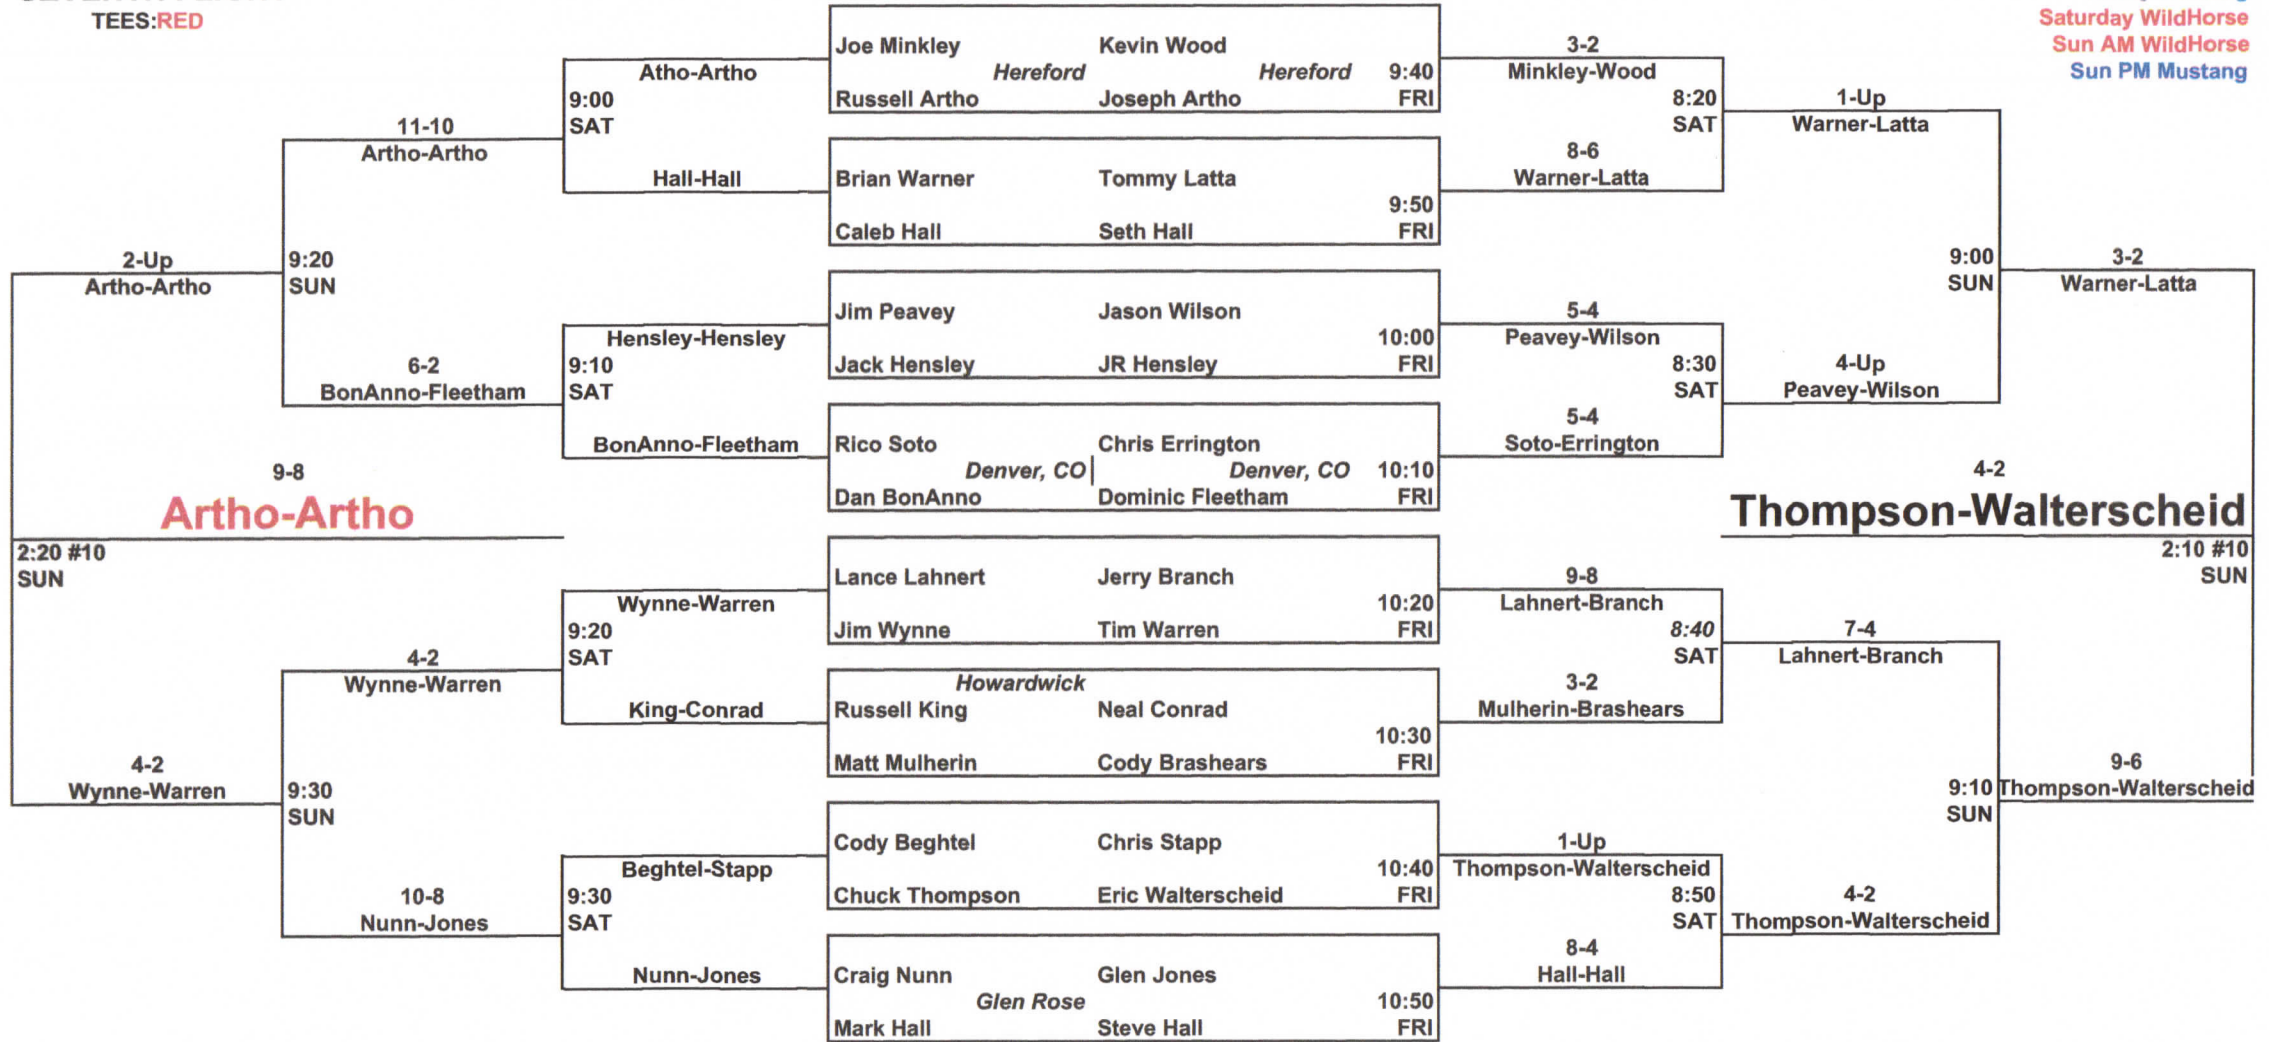 TEES:RED
Saturday WildHorse
Sun AM WildHorse
Sun PM Mustang
Joe Minkley Kevin Wood
Hereford Hereford 9:40
Russell Artho Joseph Artho FRI
Brian Warner Tommy Latta
9:50
Caleb Hall Seth Hall FRI
Jim Peavey Jason Wilson
10:00
Jack Hensley JR Hensley FRI
Rico Soto Chris Errington
Denver, CO Denver, CO 10:10
Dan BonAnno Dominic Fleetham FRI
Lance Lahnert Jerry Branch
10:20
Jim Wynne Tim Warren FRI
Howardwick
Russell King Neal Conrad
10:30
Matt Mulherin Cody Brashears FRI
Cody Beghtel Chris Stapp
10:40
Chuck Thompson Eric Walterscheid FRI
Craig Nunn Glen Jones
Glen Rose 10:50
Mark Hall Steve Hall FRI
Atho-Artho
9:00
SAT
Hall-Hall
Hensley-Hensley
9:10
SAT
BonAnno-Fleetham
Wynne-Warren
9:20
SAT
King-Conrad
Beghtel-Stapp
9:30
SAT
Nunn-Jones
11-10
Artho-Artho
9:20
SUN
6-2
BonAnno-Fleetham
4-2
Wynne-Warren
9:30
SUN
10-8
Nunn-Jones
2-Up
Artho-Artho
9-8
Artho-Artho
2:20 #10
SUN
4-2
Wynne-Warren
3-2
Minkley-Wood
8:20
SAT
8-6
Warner-Latta
5-4
Peavey-Wilson
8:30
SAT
5-4
Soto-Errington
9-8
Lahnert-Branch
8:40
SAT
3-2
Mulherin-Brashears
1-Up
Thompson-Walterscheid
8:50
SAT
8-4
Hall-Hall
1-Up
Warner-Latta
9:00
SUN
4-Up
Peavey-Wilson
7-4
Lahnert-Branch
9:10
SUN
4-2
Thompson-Walterscheid
3-2
Warner-Latta
4-2
Thompson-Walterscheid
2:10 #10
SUN
9-6
Thompson-Walterscheid